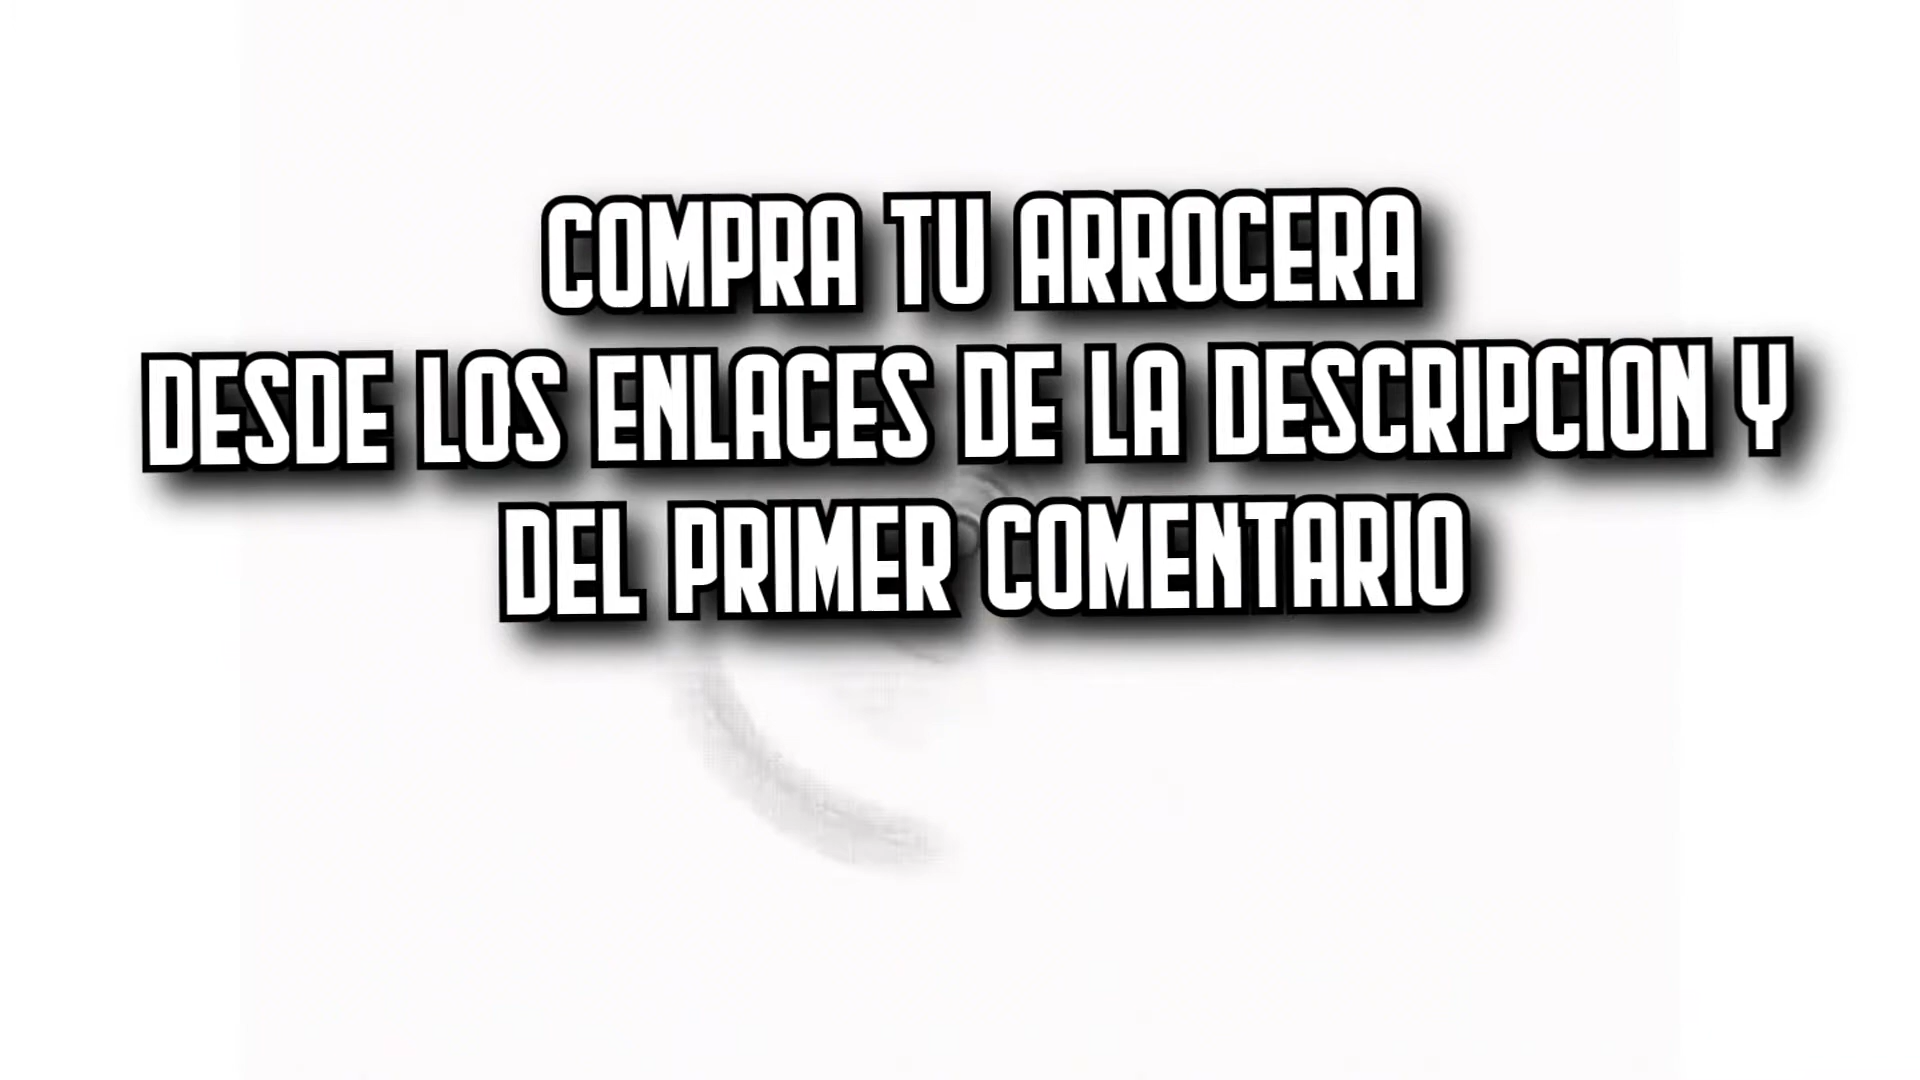 COMPRA TU ARROCERA
DESDE LOS ENLACES DE LA DESCRIPCION Y
DEL PRIMER COMENTARIO